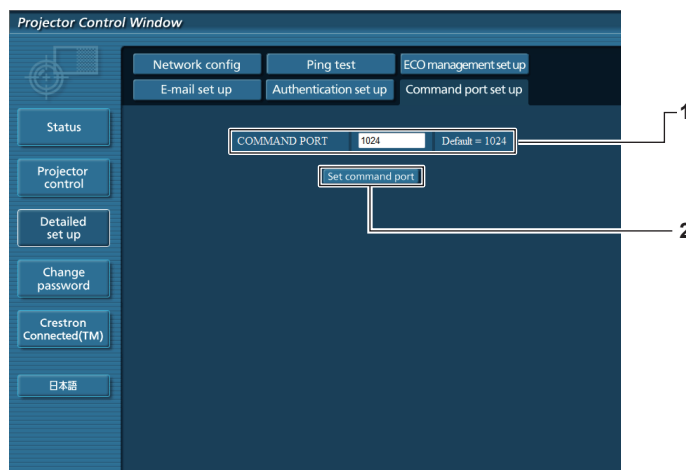 Projector Control Window
Network config
Ping test
ECO management set up
E-mail set up
Authentication set up
Command port set up
Status
Projector
control
Detailed
set up
Change
password
Crestron
Connected(TM)
日本語
COMMAND PORT 1024 Default = 1024
Set command port
1
2